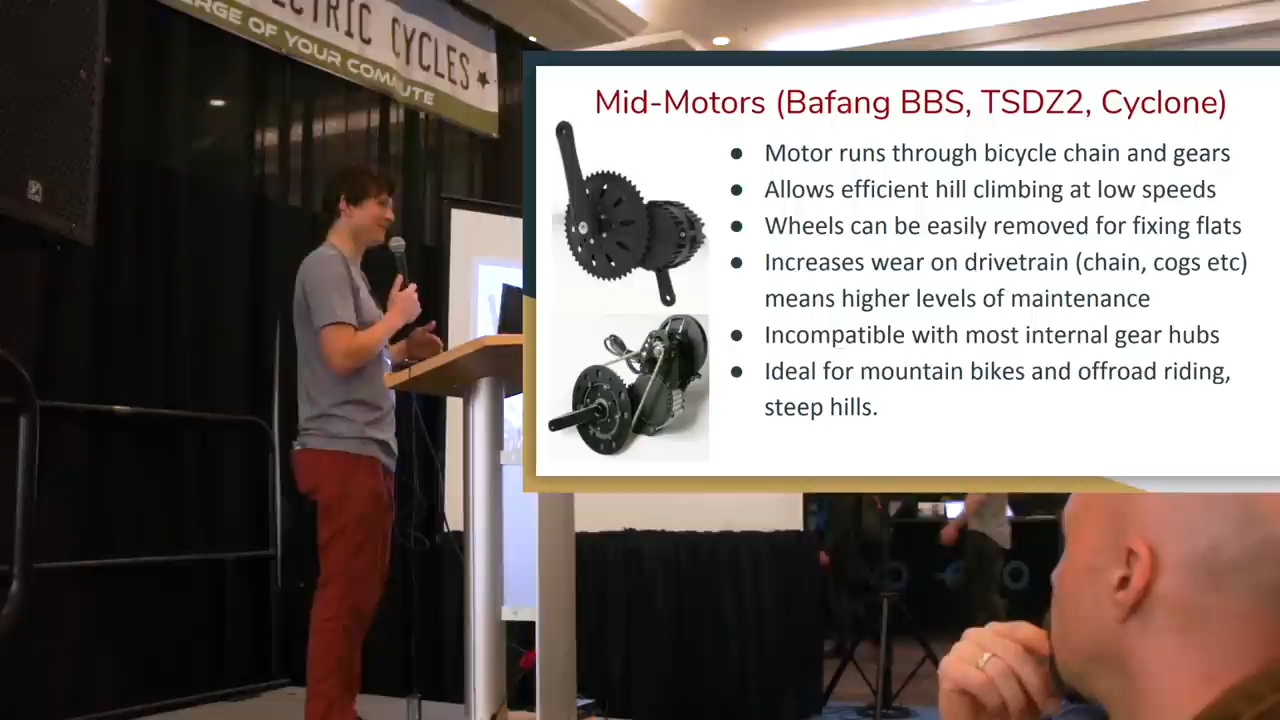 CTRIC CYCLES
ERGE OF YOUR COMMUTE
Mid-Motors (Bafang BBS, TSDZ2, Cyclone)
● Motor runs through bicycle chain and gears
● Allows efficient hill climbing at low speeds
● Wheels can be easily removed for fixing flats
● Increases wear on drivetrain (chain, cogs etc)
means higher levels of maintenance
● Incompatible with most internal gear hubs
● Ideal for mountain bikes and offroad riding,
steep hills.